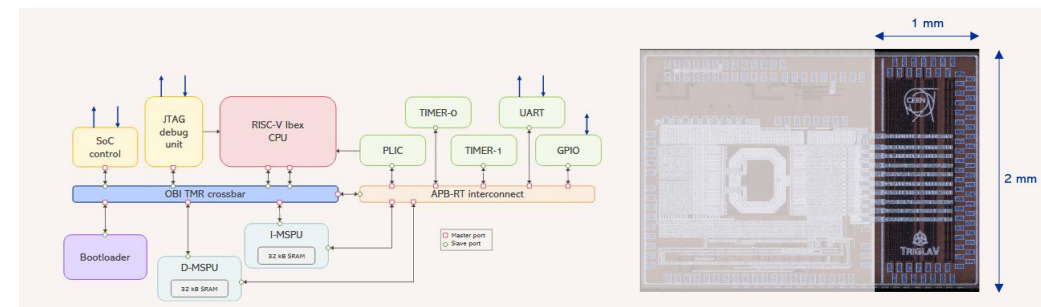 1 mm
JTAG
debug
unit
RISC-V Ibex
CPU
TIMER-0
UART
SoC
control
PLIC
TIMER-1
GPIO
CERN
OBI TMR crossbar
APB-RT interconnect
2 mm
I-MSPU
32 kB SRAM
Master port
Slave port
Bootloader
D-MSPU
32 kB SRAM
TRIGLAV